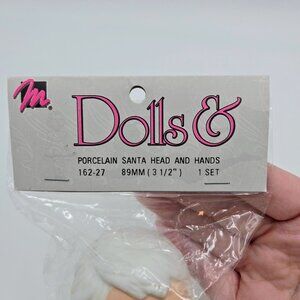 m
Dolls &
PORCELAIN SANTA HEAD AND HANDS
162-27 89MM (3 1/2") 1 SET